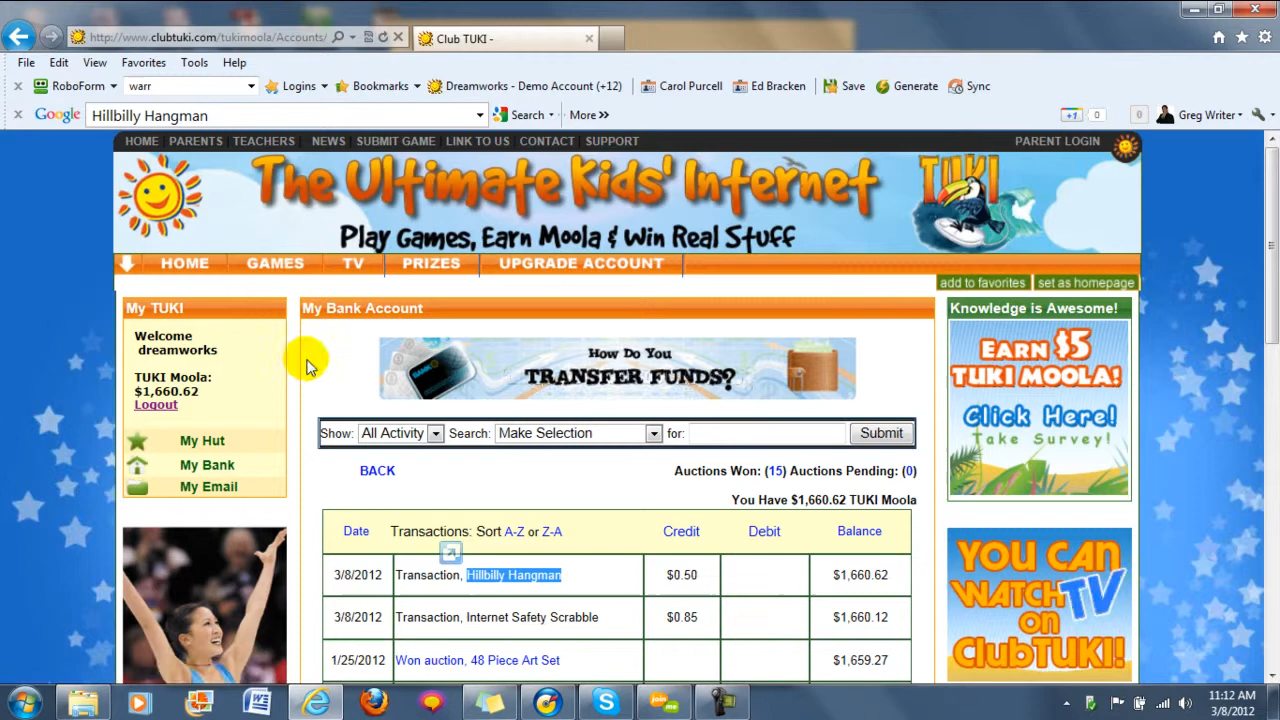 http://www.clubtuki.com/tukimoola/Accounts/
Club TUKI -
File Edit View Favorites Tools Help
RoboForm warr Logins Bookmarks Dreamworks - Demo Account (+12) Carol Purcell Ed Bracken Save Generate Sync
Google Hillbilly Hangman Search More >> +1 0 0 Greg Writer
HOME PARENTS TEACHERS NEWS SUBMIT GAME LINK TO US CONTACT SUPPORT PARENT LOGIN
The Ultimate Kids' Internet
TUKI
Play Games, Earn Moola & Win Real Stuff
HOME GAMES TV PRIZES UPGRADE ACCOUNT
add to favorites set as homepage
My TUKI
Welcome
dreamworks
TUKI Moola:
$1,660.62
Logout
My Hut
My Bank
My Email
My Bank Account
BANK
How Do You
TRANSFER FUNDS?
Show: All Activity Search: Make Selection for: Submit
BACK Auctions Won: (15) Auctions Pending: (0)
You Have $1,660.62 TUKI Moola
Date Transactions: Sort A-Z or Z-A Credit Debit Balance
3/8/2012 Transaction, Hillbilly Hangman $0.50 $1,660.62
3/8/2012 Transaction, Internet Safety Scrabble $0.85 $1,660.12
1/25/2012 Won auction, 48 Piece Art Set $1,659.27
Knowledge is Awesome!
EARN $5
TUKI MOOLA!
Click Here!
Take Survey!
YOU CAN
WATCH TV
on
ClubTUKI!
join.me
11:12 AM
3/8/2012